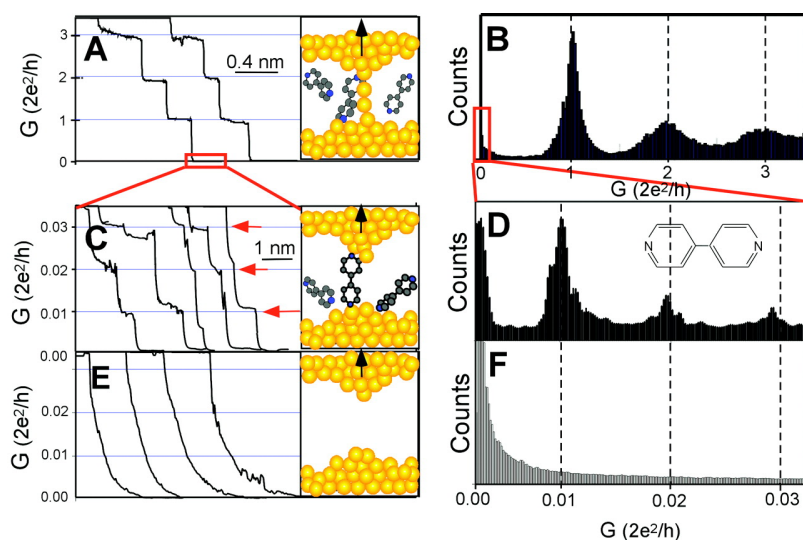 A
G (2e²/h)
3
2
1
0
0.4 nm
B
Counts
0
1
2
3
G (2e²/h)
C
G (2e²/h)
0.03
0.02
0.01
1 nm
D
Counts
N
N
E
G (2e²/h)
0.00
0.02
0.01
0.00
F
Counts
0.00
0.01
0.02
0.03
G (2e²/h)